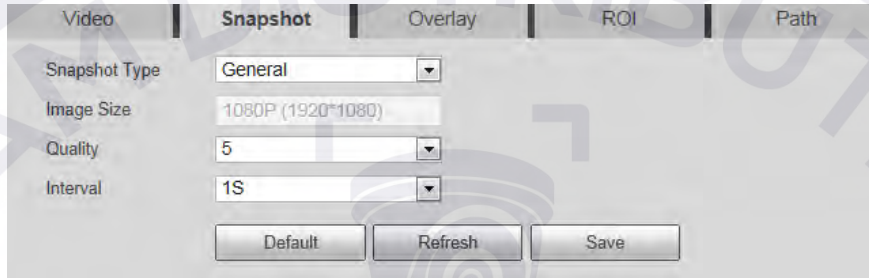 Video Snapshot Overlay ROI Path
Snapshot Type General
Image Size 1080P (1920*1080)
Quality 5
Interval 1S
Default Refresh Save